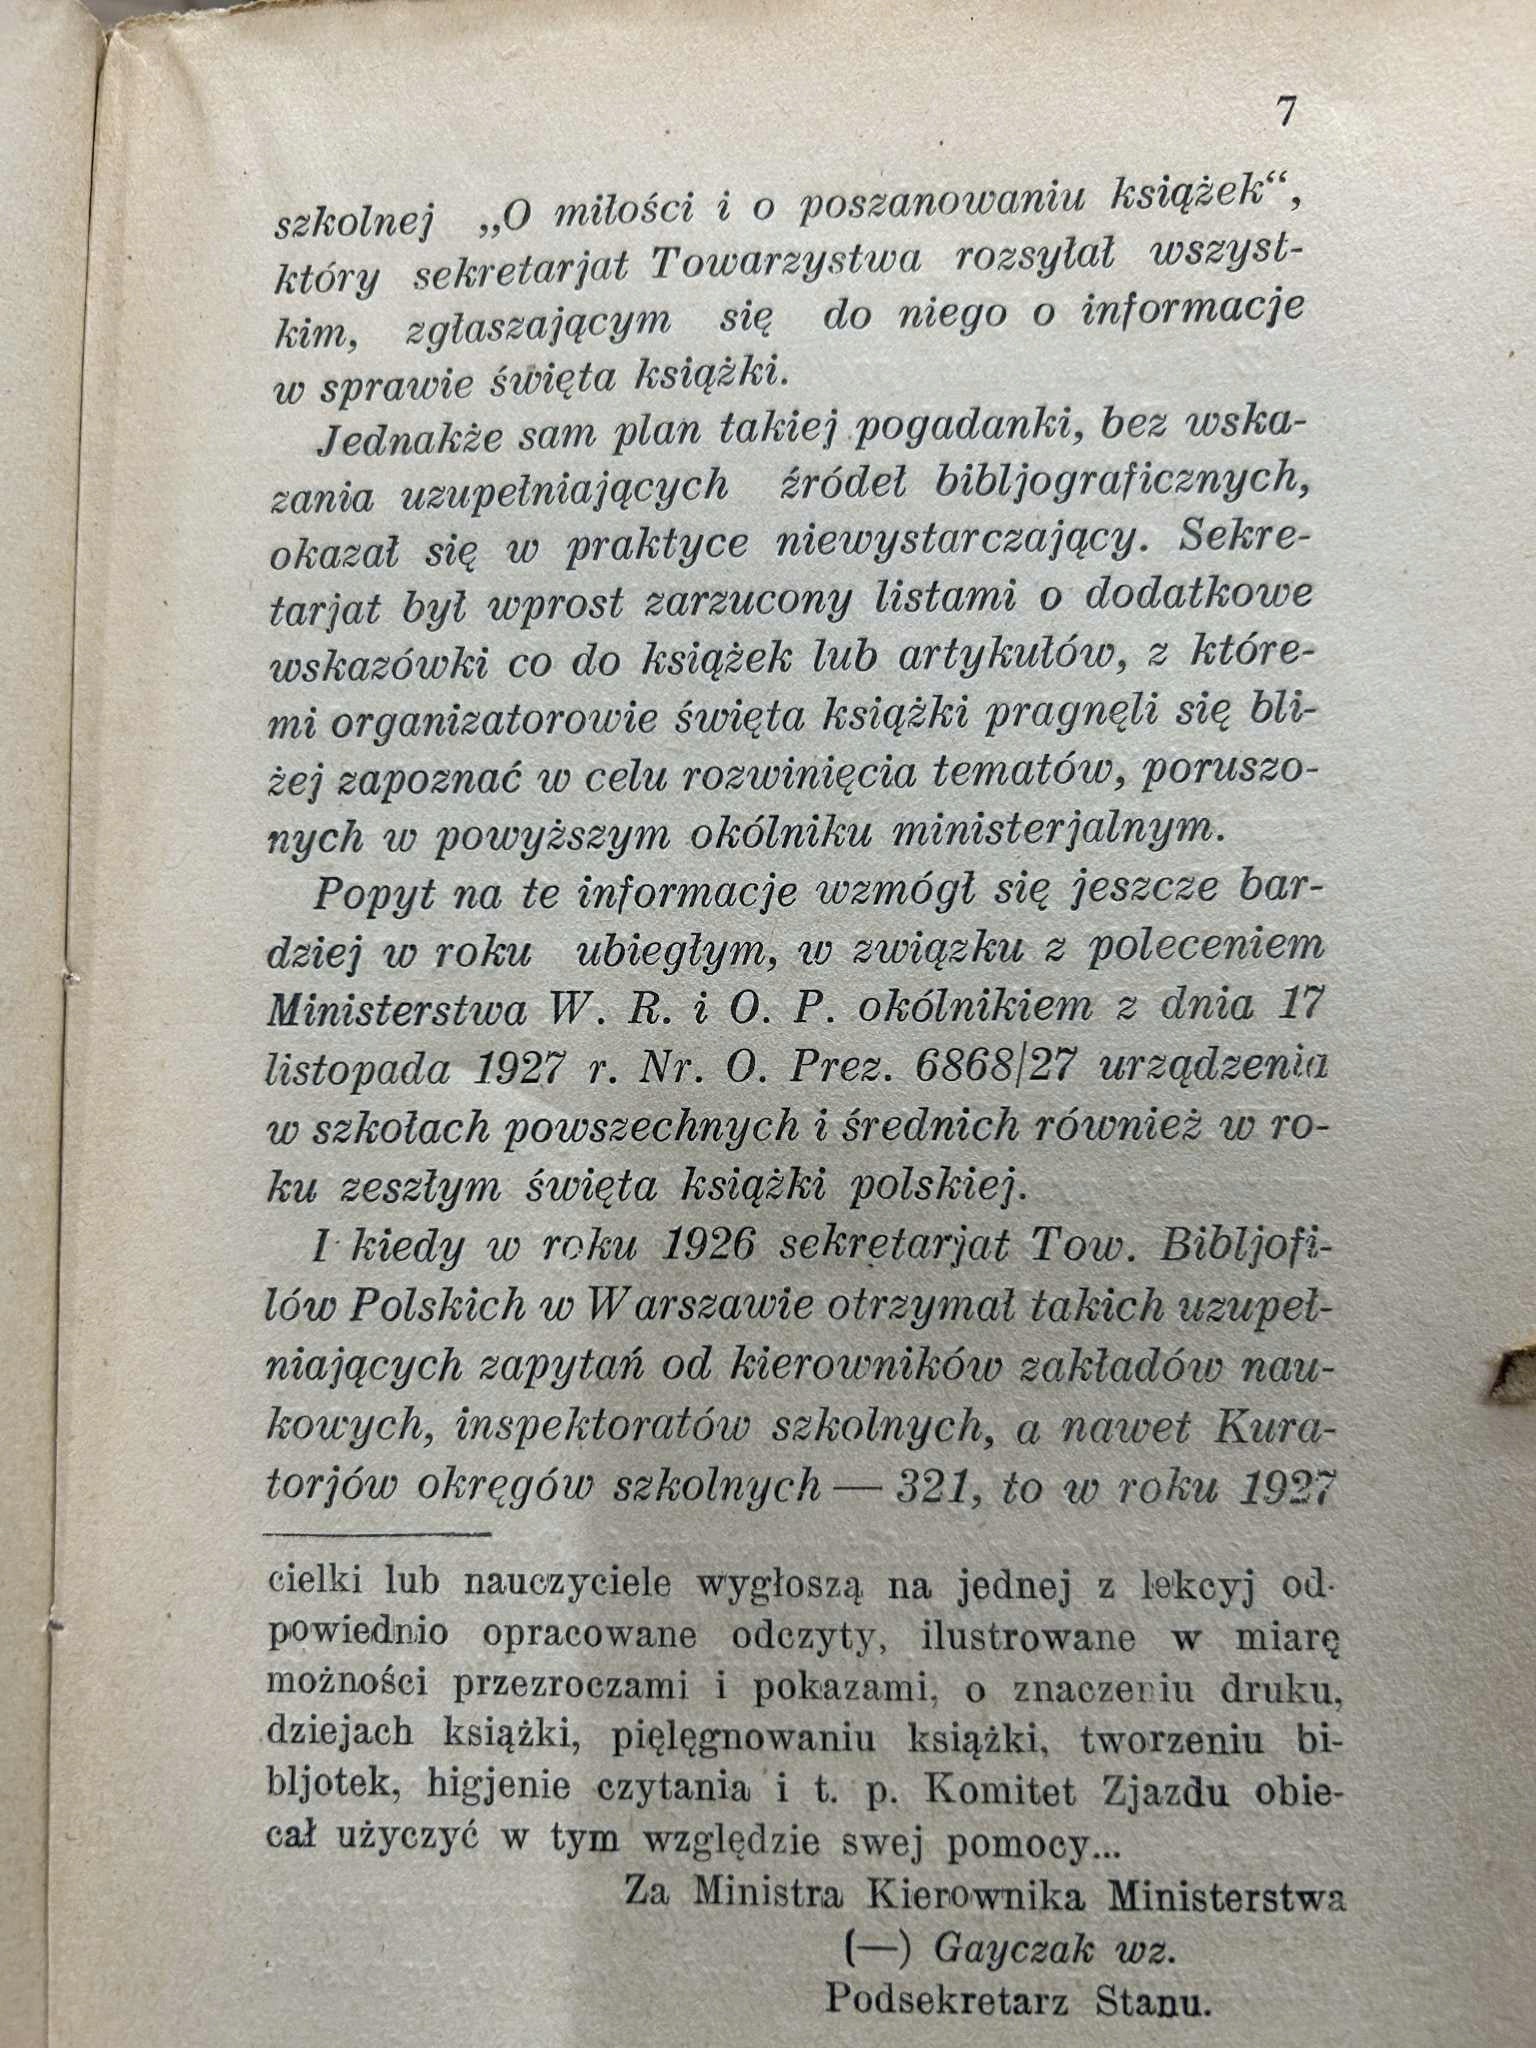 7
szkolnej „O miłości i o poszanowaniu książek“,
który sekretarjat Towarzystwa rozsyłał wszyst-
kim, zgłaszającym się do niego o informacje
w sprawie święta książki.
Jednakże sam plan takiej pogadanki, bez wska-
zania uzupełniających źródeł bibljograficznych,
okazał się w praktyce niewystarczający. Sekre-
tarjat był wprost zarzucony listami o dodatkowe
wskazówki co do książek lub artykułów, z które-
mi organizatorowie święta książki pragnęli się bli-
żej zapoznać w celu rozwinięcia tematów, poruszo-
nych w powyższym okólniku ministerjalnym.
Popyt na te informacje wzmógł się jeszcze bar-
dziej w roku ubiegłym, w związku z poleceniem
Ministerstwa W. R. i O. P. okólnikiem z dnia 17
listopada 1927 r. Nr. O. Prez. 6868/27 urządzenia
w szkołach powszechnych i średnich również w ro-
ku zeszłym święta książki polskiej.
I kiedy w roku 1926 sekretarjat Tow. Bibljofi-
lów Polskich w Warszawie otrzymał takich uzupeł-
niających zapytań od kierowników zakładów nau-
kowych, inspektoratów szkolnych, a nawet Kura-
torjów okręgów szkolnych — 321, to w roku 1927
cielki lub nauczyciele wygłoszą na jednej z lekcyj od-
powiednio opracowane odczyty, ilustrowane w miarę
możności przezroczami i pokazami, o znaczeniu druku,
dziejach książki, pielęgnowaniu książki, tworzeniu bi-
bljotek, higjenie czytania i t. p. Komitet Zjazdu obie-
cał użyczyć w tym względzie swej pomocy...
Za Ministra Kierownika Ministerstwa
(—) Gayczak wz.
Podsekretarz Stanu.